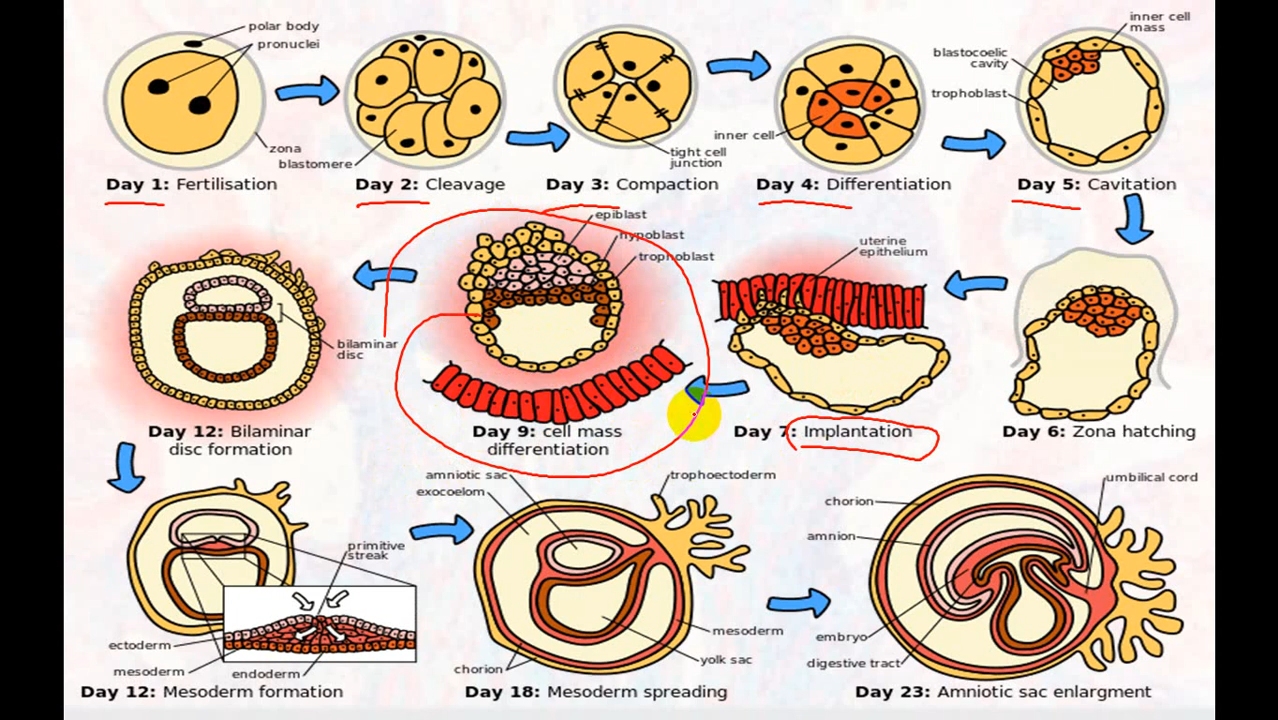 polar body
pronuclei
zona
Day 1: Fertilisation
blastomere
Day 2: Cleavage
tight cell
junction
Day 3: Compaction
inner cell
Day 4: Differentiation
inner cell
mass
blastocoelic
cavity
trophoblast
Day 5: Cavitation
bilaminar
disc
Day 12: Bilaminar
disc formation
epiblast
hypoblast
trophoblast
Day 9: cell mass
differentiation
uterine
epithelium
Day 7: Implantation
Day 6: Zona hatching
primitive
streak
ectoderm
mesoderm
endoderm
Day 12: Mesoderm formation
amniotic sac
exocoelom
trophoectoderm
mesoderm
yolk sac
chorion
Day 18: Mesoderm spreading
umbilical cord
chorion
amnion
embryo
digestive tract
Day 23: Amniotic sac enlargment